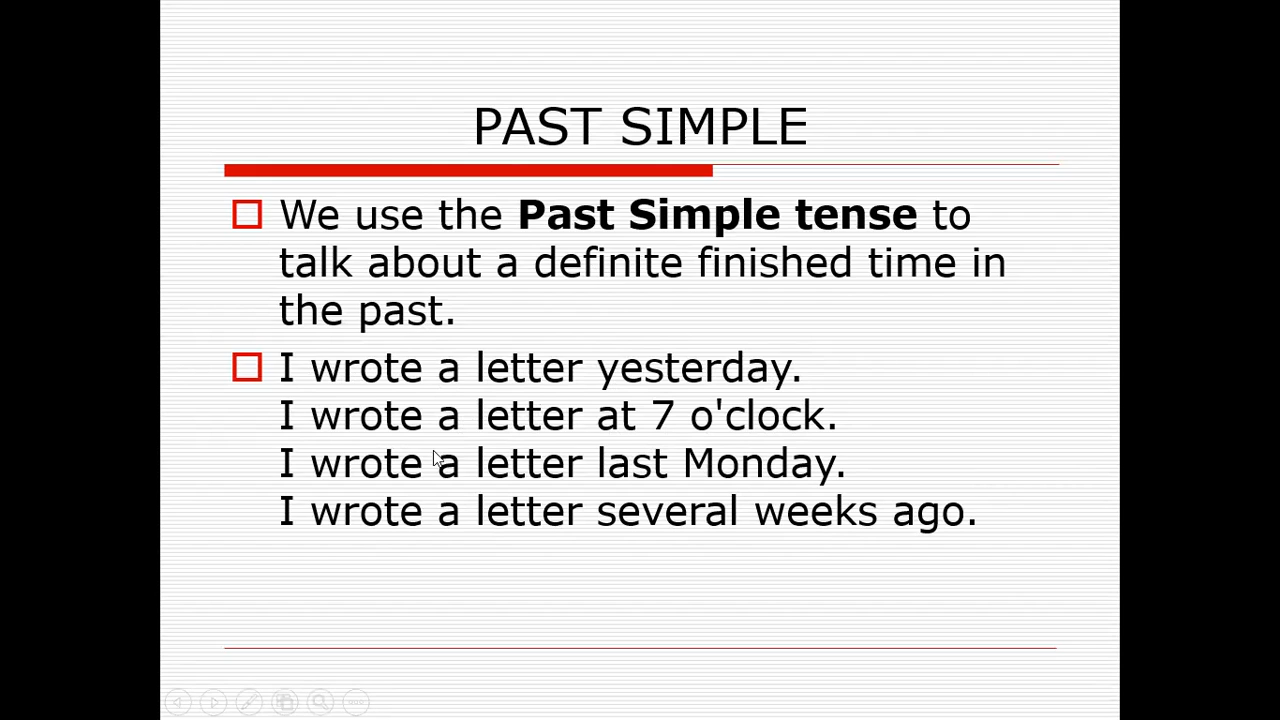 PAST SIMPLE
We use the Past Simple tense to
talk about a definite finished time in
the past.
I wrote a letter yesterday.
I wrote a letter at 7 o'clock.
I wrote a letter last Monday.
I wrote a letter several weeks ago.